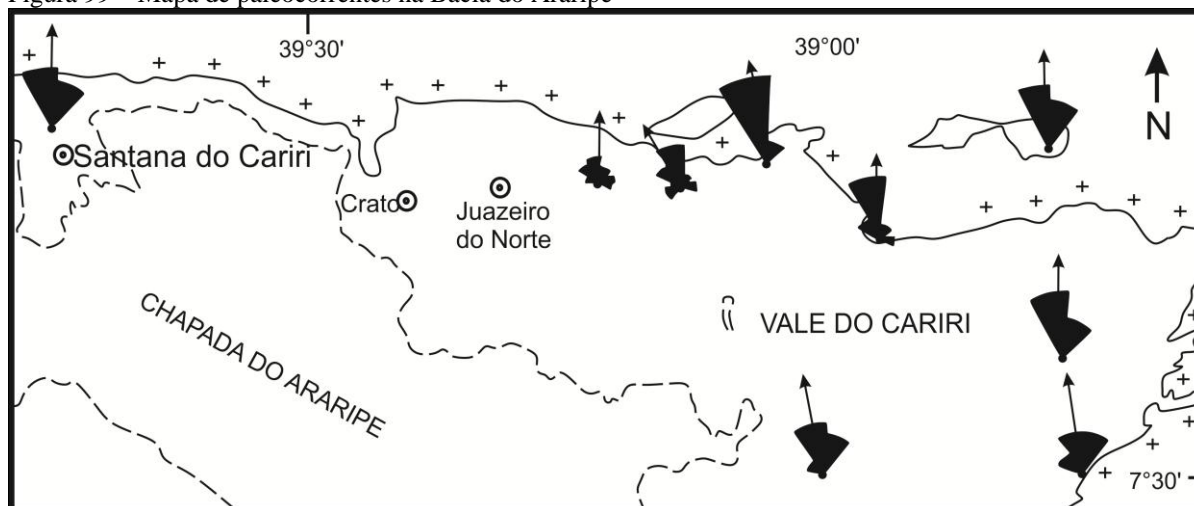 Figura 99 – Mapa de paleocorrentes na Bacia do Araripe
39°30'
39°00'
N
Santana do Cariri
Crato
Juazeiro
do Norte
VALE DO CARIRI
CHAPADA DO ARARIPE
7°30'